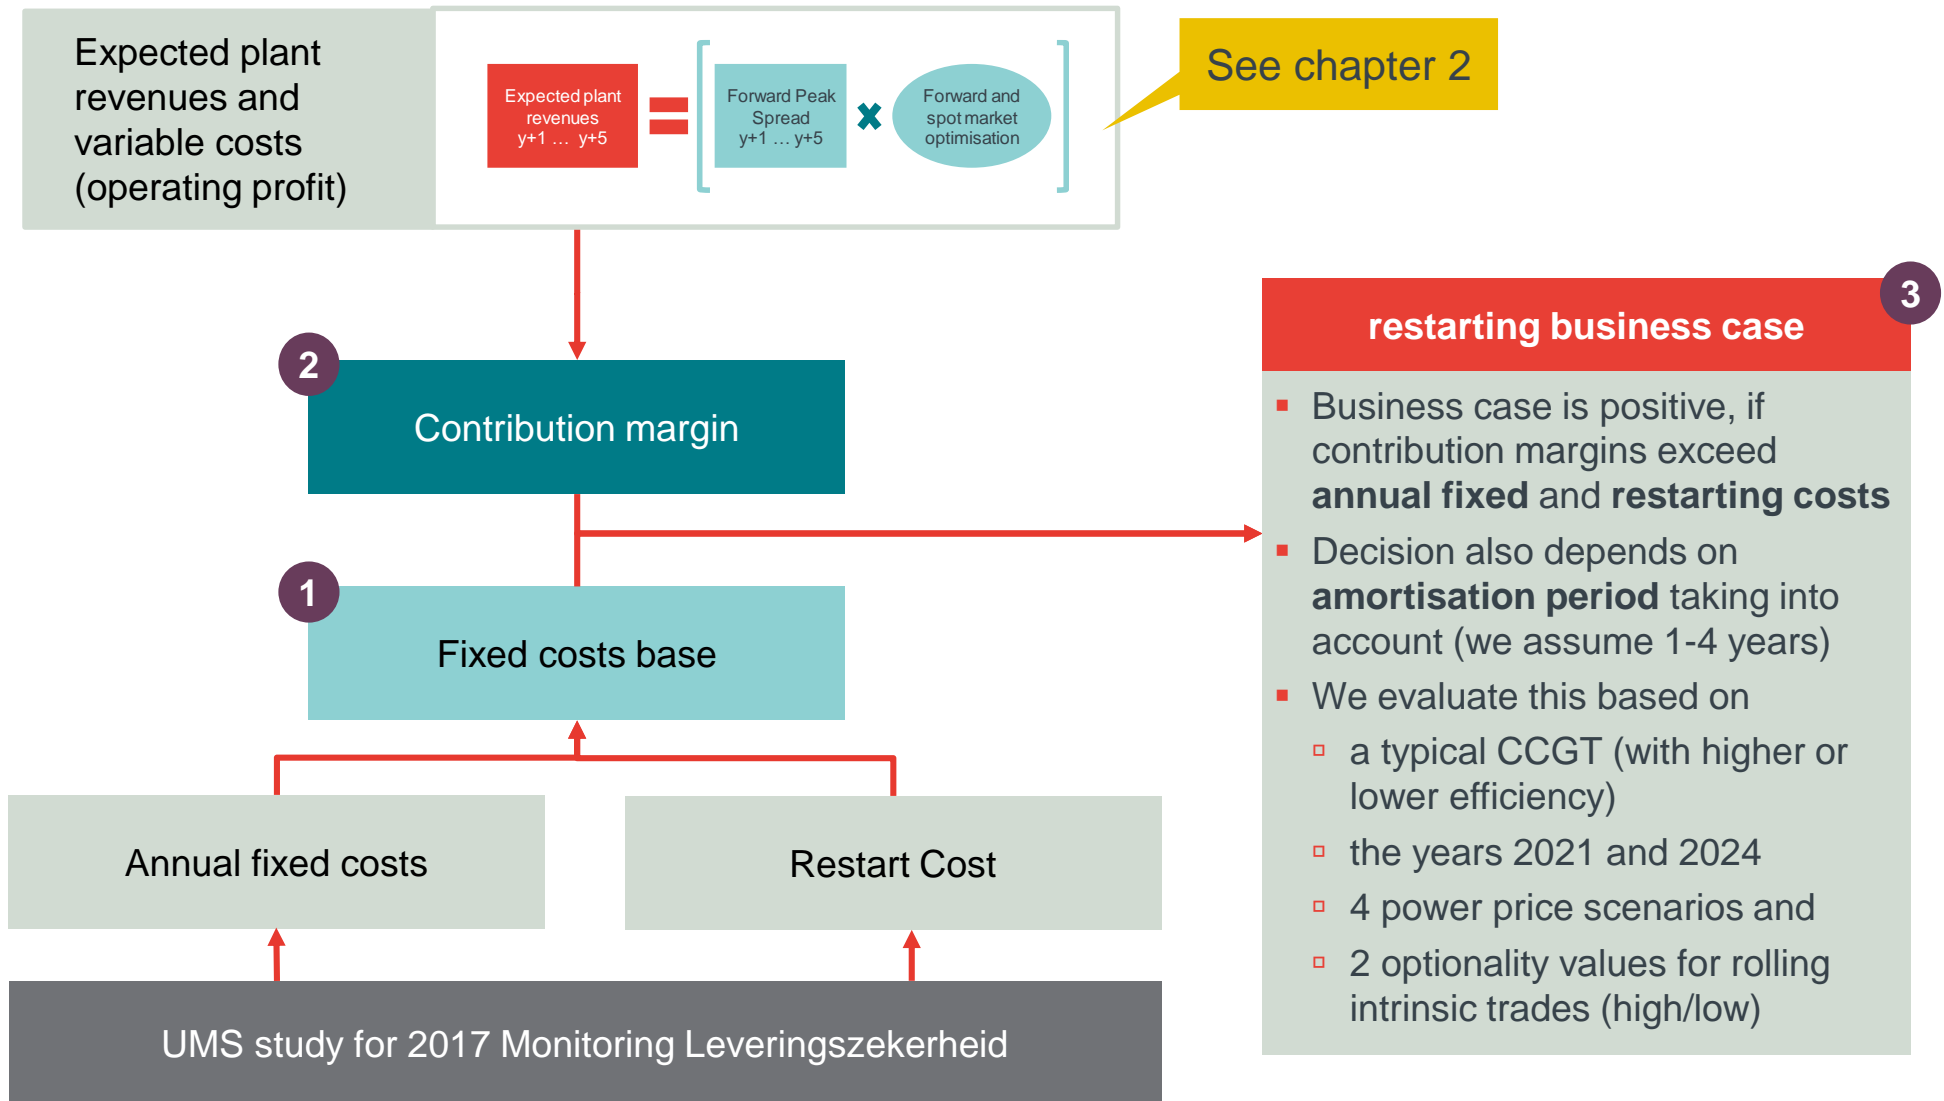 Expected plant
revenues and
variable costs
(operating profit)
Expected plant
revenues
y+1 … y+5
Forward Peak
Spread
y+1 … y+5
Forward and
spot market
optimisation
See chapter 2
2
Contribution margin
1
Fixed costs base
Annual fixed costs
Restart Cost
UMS study for 2017 Monitoring Leveringszekerheid
3
restarting business case
Business case is positive, if
contribution margins exceed
annual fixed and restarting costs
Decision also depends on
amortisation period taking into
account (we assume 1-4 years)
We evaluate this based on
a typical CCGT (with higher or
lower efficiency)
the years 2021 and 2024
4 power price scenarios and
2 optionality values for rolling
intrinsic trades (high/low)